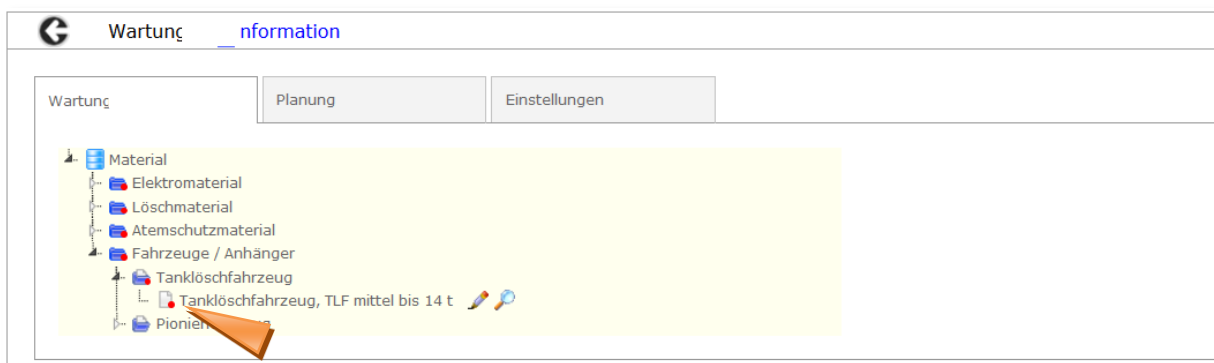 Wartung nformation
Wartung Planung Einstellungen
Material
Elektromaterial
Löschmaterial
Atemschutzmaterial
Fahrzeuge / Anhänger
Tanklöschfahrzeug
Tanklöschfahrzeug, TLF mittel bis 14 t